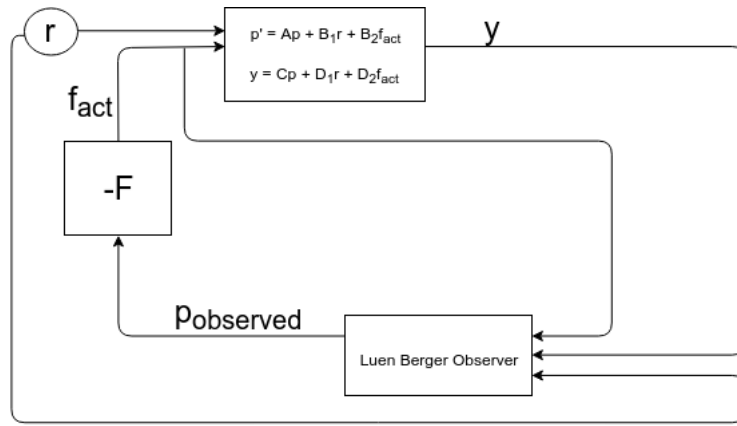 r
p' = Ap + B₁r + B₂f_act
y
y = Cp + D₁r + D₂f_act
f_act
-F
p_observed
Luen Berger Observer